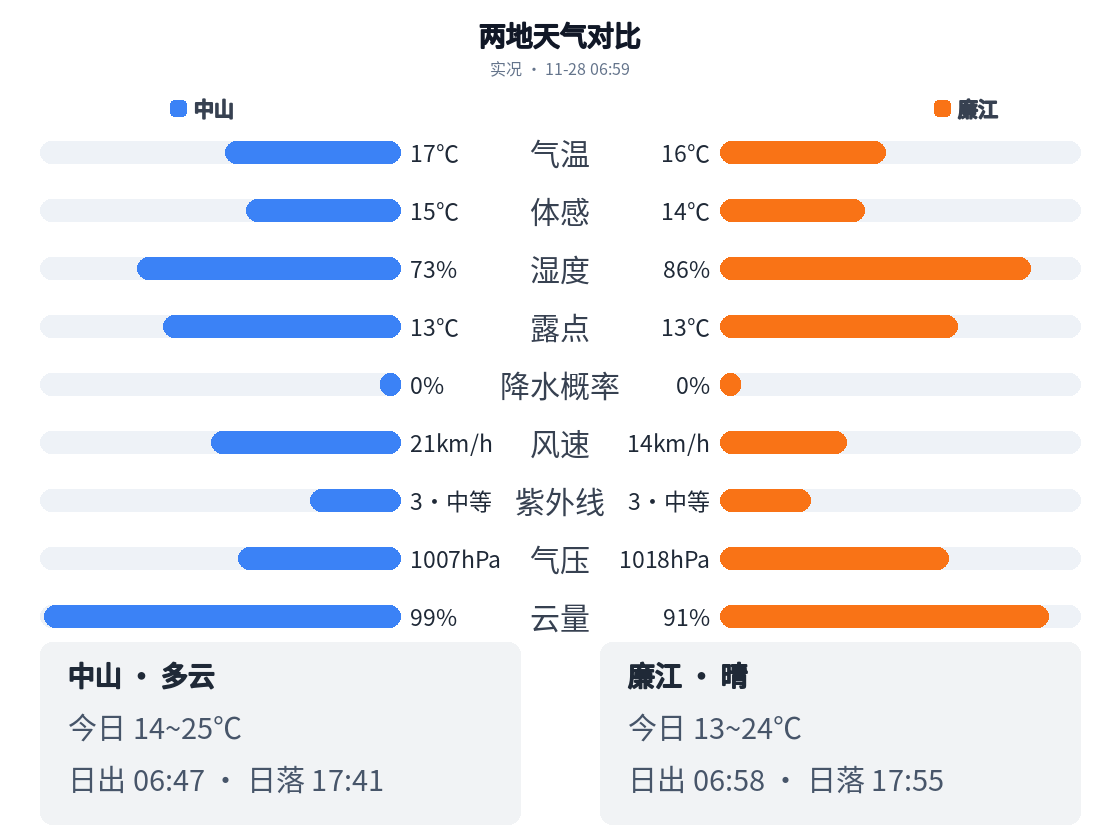 两地天气对比
实况 · 11-28 06:59
中山 廉江
17℃ 气温 16℃
15℃ 体感 14℃
73% 湿度 86%
13℃ 露点 13℃
0% 降水概率 0%
21km/h 风速 14km/h
3·中等 紫外线 3·中等
1007hPa 气压 1018hPa
99% 云量 91%
中山 · 多云
今日 14~25℃
日出 06:47 · 日落 17:41
廉江 · 晴
今日 13~24℃
日出 06:58 · 日落 17:55